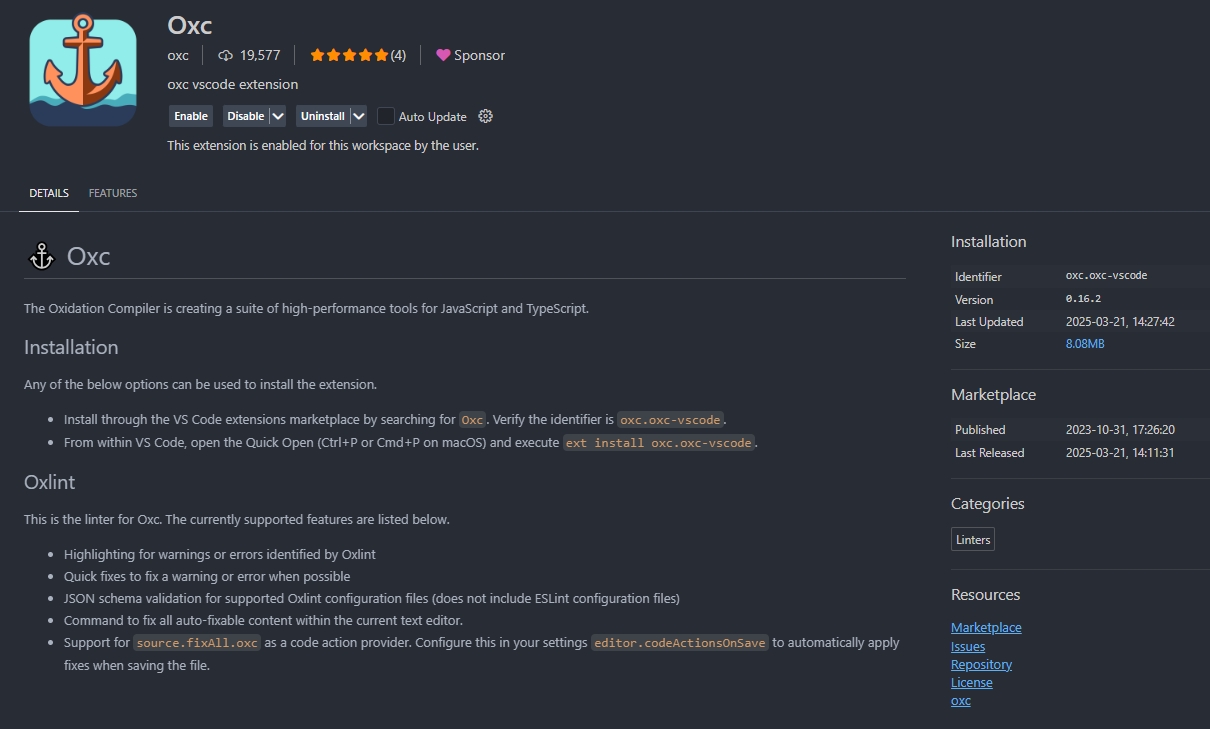 Oxc
oxc 19,577 (4) Sponsor
oxc vscode extension
Enable Disable Uninstall Auto Update
This extension is enabled for this workspace by the user.
DETAILS FEATURES
Oxc
The Oxidation Compiler is creating a suite of high-performance tools for JavaScript and TypeScript.
Installation
Any of the below options can be used to install the extension.
• Install through the VS Code extensions marketplace by searching for Oxc. Verify the identifier is oxc.oxc-vscode.
• From within VS Code, open the Quick Open (Ctrl+P or Cmd+P on macOS) and execute ext install oxc.oxc-vscode.
Oxlint
This is the linter for Oxc. The currently supported features are listed below.
• Highlighting for warnings or errors identified by Oxlint
• Quick fixes to fix a warning or error when possible
• JSON schema validation for supported Oxlint configuration files (does not include ESLint configuration files)
• Command to fix all auto-fixable content within the current text editor.
• Support for source.fixAll.oxc as a code action provider. Configure this in your settings editor.codeActionsOnSave to automatically apply
fixes when saving the file.
Installation
Identifier oxc.oxc-vscode
Version 0.16.2
Last Updated 2025-03-21, 14:27:42
Size 8.08MB
Marketplace
Published 2023-10-31, 17:26:20
Last Released 2025-03-21, 14:11:31
Categories
Linters
Resources
Marketplace
Issues
Repository
License
oxc